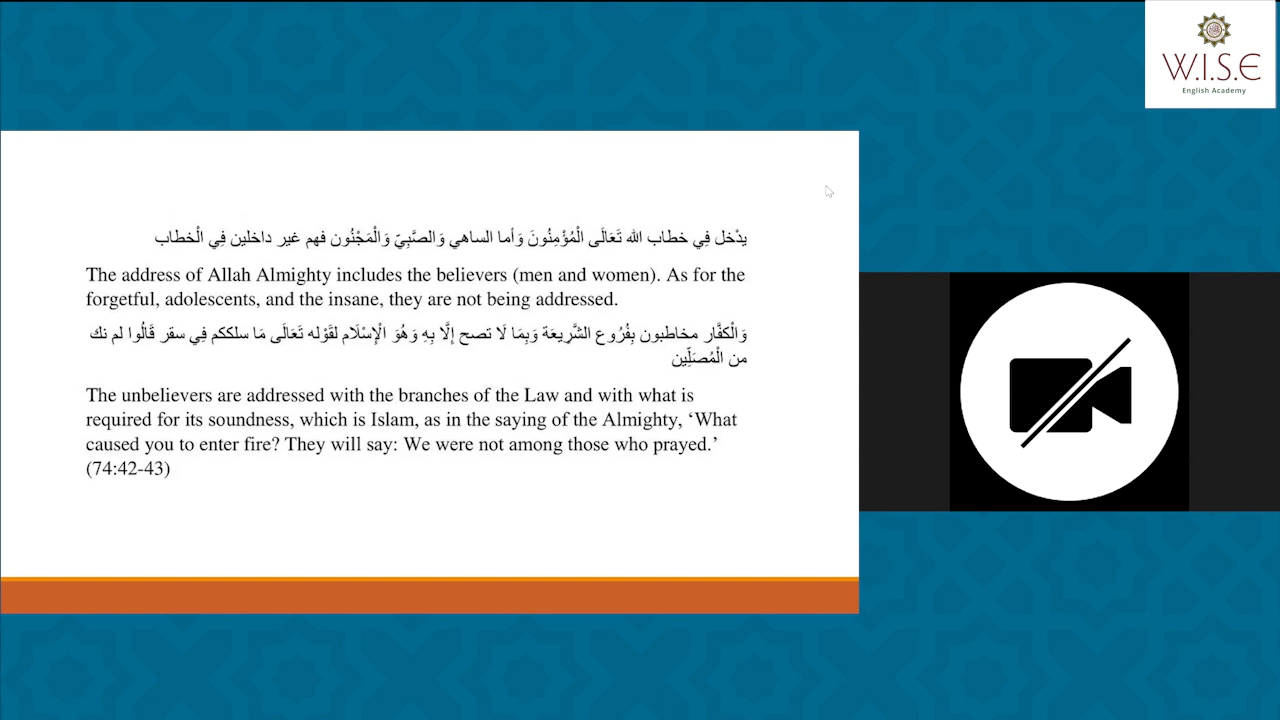 W.I.S.E
English Academy
يدْخل فِي خطاب الله تَعَالَى الْمُؤْمِنُونَ وَأما الساهي وَالصَّبِيّ وَالْمَجْنُون فهم غير داخلين فِي الْخطاب
The address of Allah Almighty includes the believers (men and women). As for the
forgetful, adolescents, and the insane, they are not being addressed.
وَالْكفَّار مخاطبون بِفُرُوع الشَّرِيعَة وَبِمَا لَا تصح إِلَّا بِهِ وَهُوَ الْإِسْلَام لقَوْله تَعَالَى مَا سلككم فِي سقر قَالُوا لم نك
من الْمُصَلِّين
The unbelievers are addressed with the branches of the Law and with what is
required for its soundness, which is Islam, as in the saying of the Almighty, ‘What
caused you to enter fire? They will say: We were not among those who prayed.’
(74:42-43)